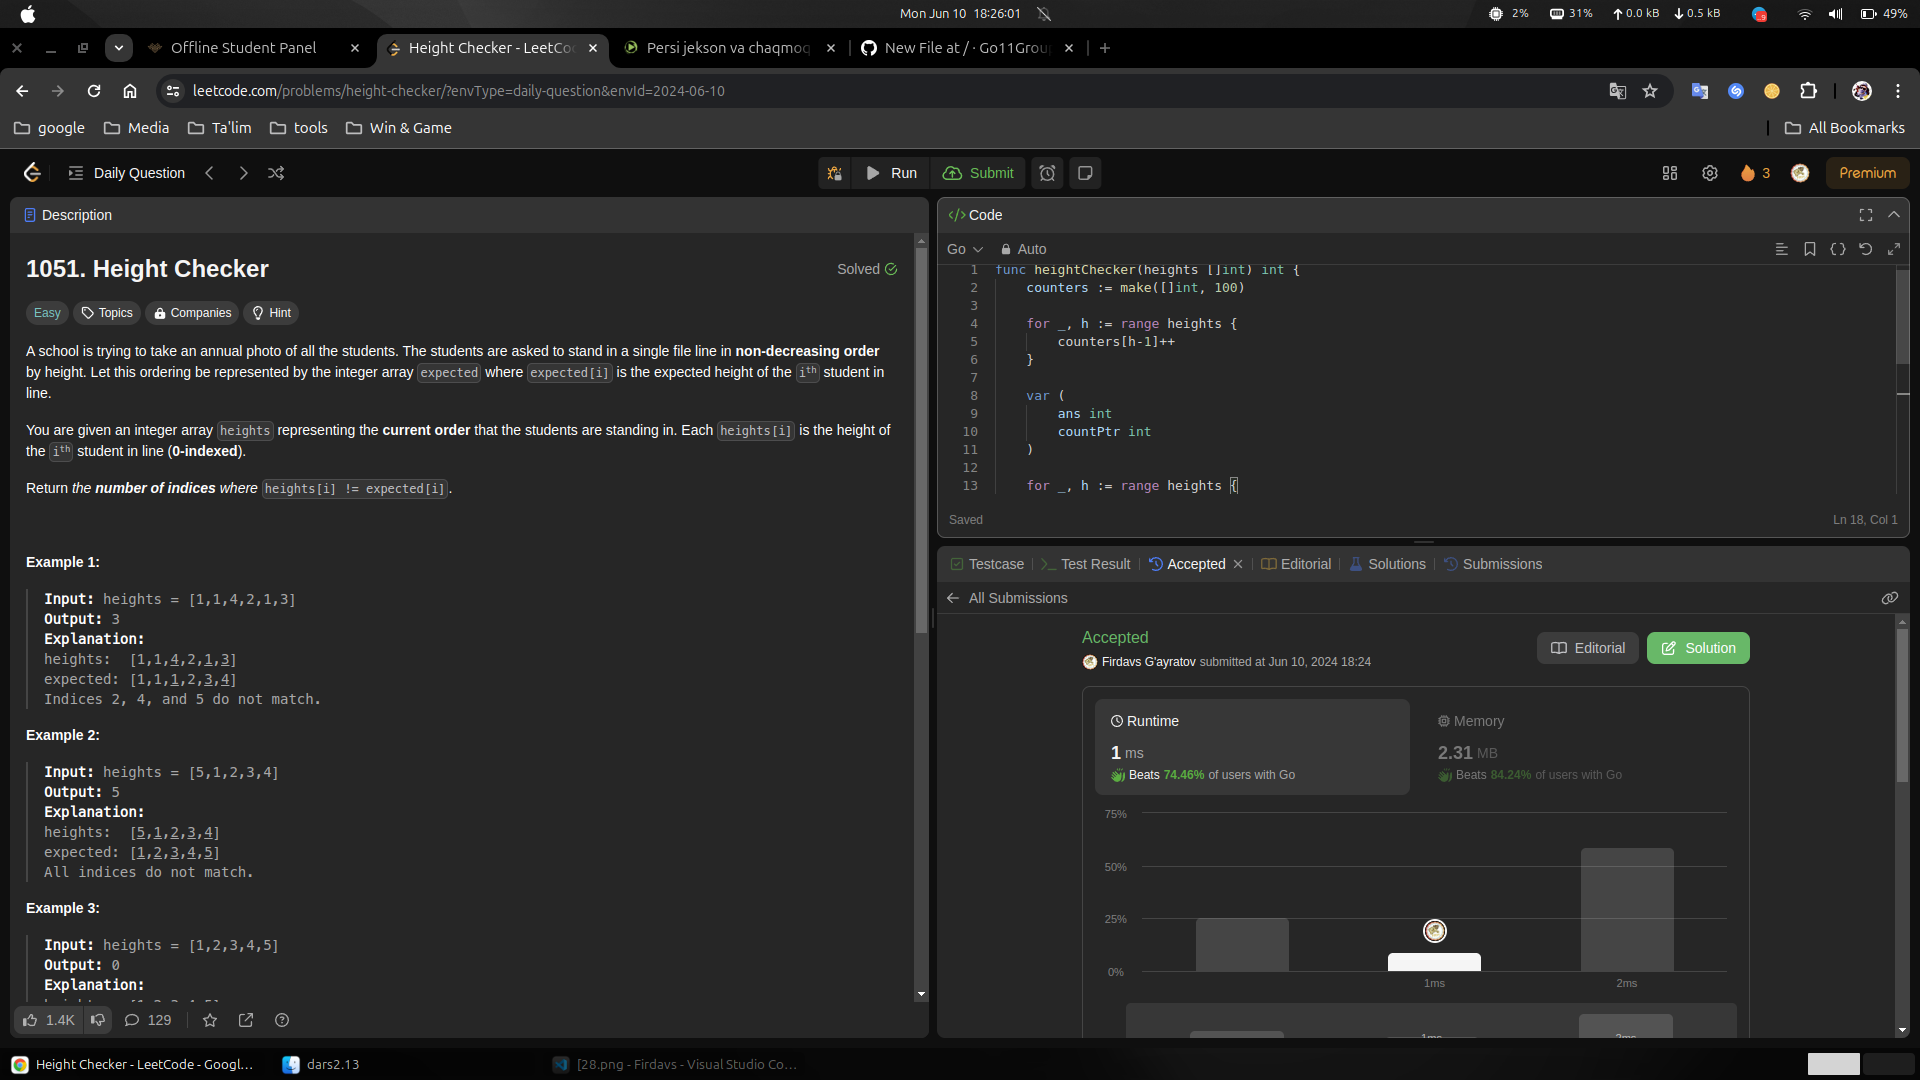 Mon Jun 10 18:26:01
2%
31%
0.0 kB
0.5 kB
49%
Offline Student Panel
Height Checker - LeetCo
Persi jekson va chaqmoq
New File at / · Go11Grou
leetcode.com/problems/height-checker/?envType=daily-question&envId=2024-06-10
google
Media
Ta'lim
tools
Win & Game
All Bookmarks
Daily Question
Run
Submit
3
Premium
Description
1051. Height Checker
Solved
Easy
Topics
Companies
Hint
A school is trying to take an annual photo of all the students. The students are asked to stand in a single file line in non-decreasing order
by height. Let this ordering be represented by the integer array expected where expected[i] is the expected height of the ith student in
line.
You are given an integer array heights representing the current order that the students are standing in. Each heights[i] is the height of
the ith student in line (0-indexed).
Return the number of indices where heights[i] != expected[i].
Example 1:
Input: heights = [1,1,4,2,1,3]
Output: 3
Explanation:
heights:  [1,1,4,2,1,3]
expected: [1,1,1,2,3,4]
Indices 2, 4, and 5 do not match.
Example 2:
Input: heights = [5,1,2,3,4]
Output: 5
Explanation:
heights:  [5,1,2,3,4]
expected: [1,2,3,4,5]
All indices do not match.
Example 3:
Input: heights = [1,2,3,4,5]
Output: 0
Explanation:
1.4K
129
Code
Go
Auto
1 func heightChecker(heights []int) int {
2     counters := make([]int, 100)
3
4     for _, h := range heights {
5         counters[h-1]++
6     }
7
8     var (
9         ans int
10         countPtr int
11     )
12
13     for _, h := range heights {
Saved
Ln 18, Col 1
Testcase
Test Result
Accepted
Editorial
Solutions
Submissions
All Submissions
Accepted
Firdavs G'ayratov submitted at Jun 10, 2024 18:24
Editorial
Solution
Runtime
1 ms
Beats 74.46% of users with Go
Memory
2.31 MB
Beats 84.24% of users with Go
75%
50%
25%
0%
1ms
2ms
1ms
2ms
Height Checker - LeetCode - Googl...
dars2.13
[28.png - Firdavs - Visual Studio Co...